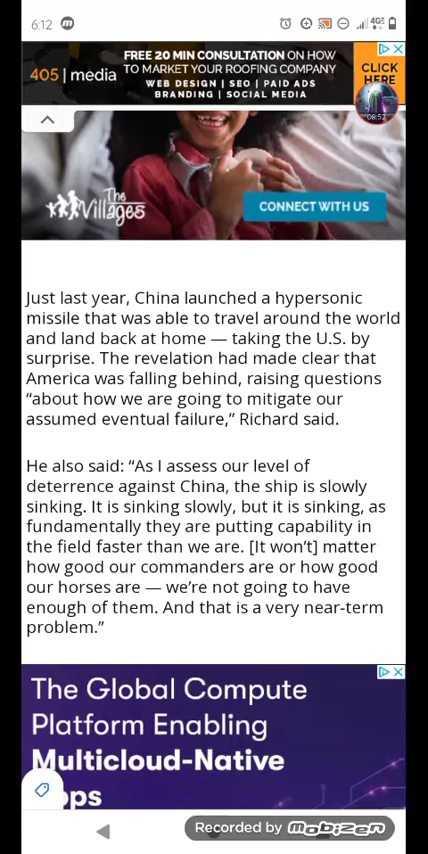 6:12
4G
405 | media
FREE 20 MIN CONSULTATION ON HOW
TO MARKET YOUR ROOFING COMPANY
WEB DESIGN | SEO | PAID ADS
BRANDING | SOCIAL MEDIA
CLICK
HERE
08:52
The
Villages
CONNECT WITH US
Just last year, China launched a hypersonic
missile that was able to travel around the world
and land back at home — taking the U.S. by
surprise. The revelation had made clear that
America was falling behind, raising questions
“about how we are going to mitigate our
assumed eventual failure,” Richard said.
He also said: “As I assess our level of
deterrence against China, the ship is slowly
sinking. It is sinking slowly, but it is sinking, as
fundamentally they are putting capability in
the field faster than we are. [It won’t] matter
how good our commanders are or how good
our horses are — we’re not going to have
enough of them. And that is a very near-term
problem.”
The Global Compute
Platform Enabling
Multicloud-Native
pps
Recorded by Mobizen